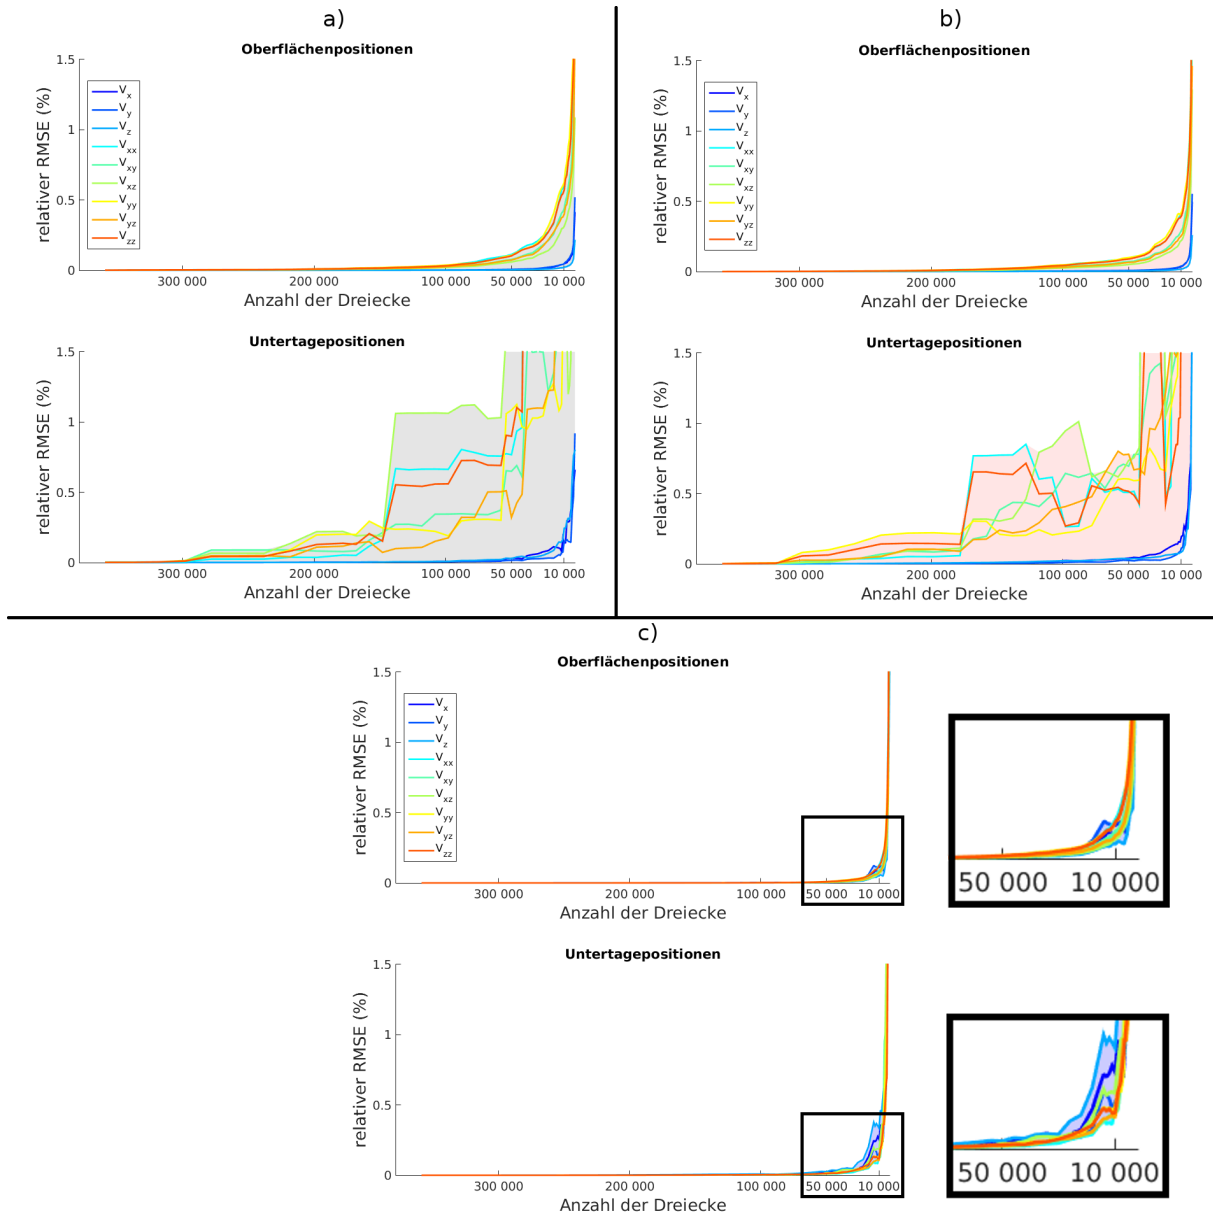 a)
Oberflächenpositionen
relativer RMSE (%)
1.5
1
0.5
0
Vx
Vy
Vz
Vxx
Vxy
Vxz
Vyy
Vyz
Vzz
300 000 200 000 100 000 50 000 10 000
Anzahl der Dreiecke
Untertagepositionen
relativer RMSE (%)
1.5
1
0.5
0
300 000 200 000 100 000 50 000 10 000
Anzahl der Dreiecke
b)
Oberflächenpositionen
relativer RMSE (%)
1.5
1
0.5
0
Vx
Vy
Vz
Vxx
Vxy
Vxz
Vyy
Vyz
Vzz
300 000 200 000 100 000 50 000 10 000
Anzahl der Dreiecke
Untertagepositionen
relativer RMSE (%)
1.5
1
0.5
0
300 000 200 000 100 000 50 000 10 000
Anzahl der Dreiecke
c)
Oberflächenpositionen
relativer RMSE (%)
1.5
1
0.5
0
Vx
Vy
Vz
Vxx
Vxy
Vxz
Vyy
Vyz
Vzz
300 000 200 000 100 000 50 000 10 000
Anzahl der Dreiecke
50 000 10 000
Untertagepositionen
relativer RMSE (%)
1.5
1
0.5
0
300 000 200 000 100 000 50 000 10 000
Anzahl der Dreiecke
50 000 10 000